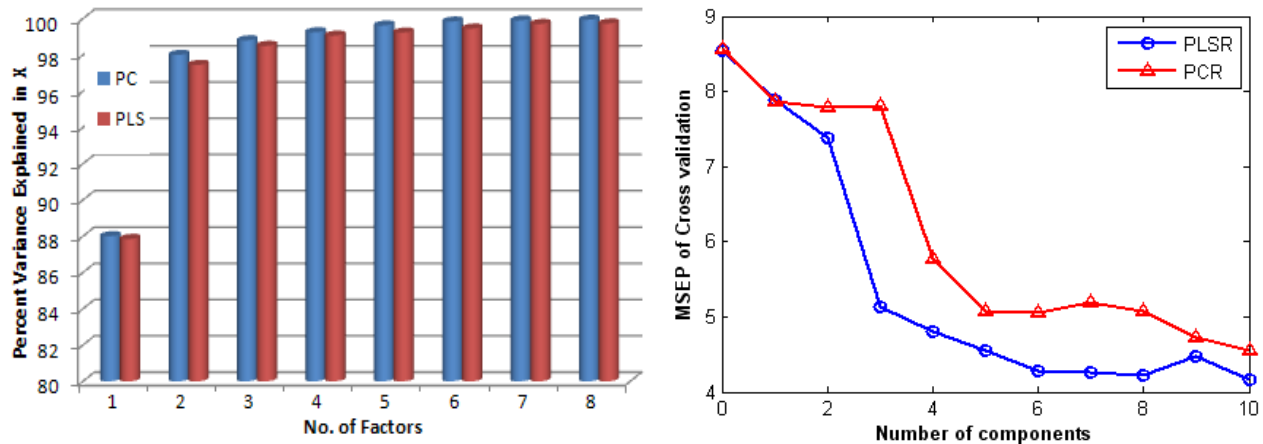 Percent Variance Explained in X
100
98
96
94
92
90
88
86
84
82
80
PC
PLS
1 2 3 4 5 6 7 8
No. of Factors
MSEP of Cross validation
9
8
7
6
5
4
PLSR
PCR
0 2 4 6 8 10
Number of components